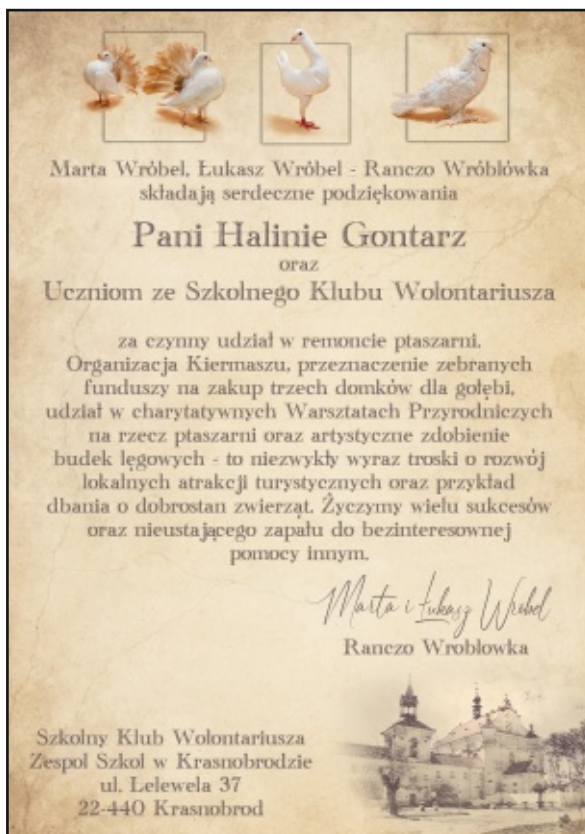 Marta Wróbel, Łukasz Wróbel - Ranczo Wróblówka
składają serdeczne podziękowania
Pani Halinie Gontarz
oraz
Uczniom ze Szkolnego Klubu Wolontariusza
za czynny udział w remoncie ptaszarni.
Organizacja Kiermaszu, przeznaczenie zebranych
funduszy na zakup trzech domków dla gołębi,
udział w charytatywnych Warsztatach Przyrodniczych
na rzecz ptaszarni oraz artystyczne zdobienie
budek lęgowych - to niezwykły wyraz troski o rozwój
lokalnych atrakcji turystycznych oraz przykład
dbania o dobrostan zwierząt. Życzymy wielu sukcesów
oraz nieustającego zapału do bezinteresownej
pomocy innym.
Marta i Łukasz Wróbel
Ranczo Wroblowka
Szkolny Klub Wolontariusza
Zespol Szkol w Krasnobrodzie
ul. Lelewela 37
22-440 Krasnobrod